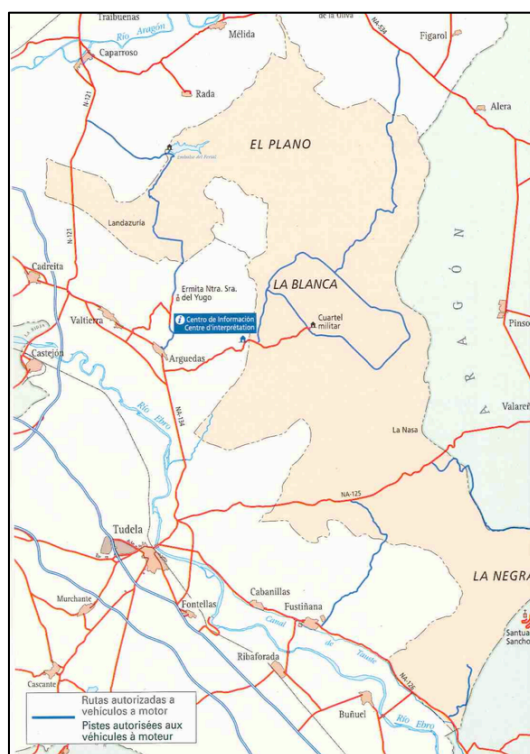 Traibuenas
de la Oliva
Río Aragón
Mélida
NA-534
Figarol
Caparroso
Rada
Alera
N-121
EL PLANO
Landazuría
N-121
ARAGÓN
Cadreita
Ermita Ntra. Sra.
del Yugo
LA BLANCA
Centro de Información
Centre d'interprétation
Cuartel
militar
Pinso
Valtierra
Castejón
Arguedas
Valareñ
Río Ebro
NA-134
La Nasa
NA-125
Tudela
LA NEGRA
Murchante
Cabanillas
Fontellas
Fustiñana
Canal de Tauste
Santua
Sancho
Ribaforada
NA-126
Cascante
Buñuel
Río Ebro
Rutas autorizadas a
vehículos a motor
Pistes autorisées aux
véhicules à moteur